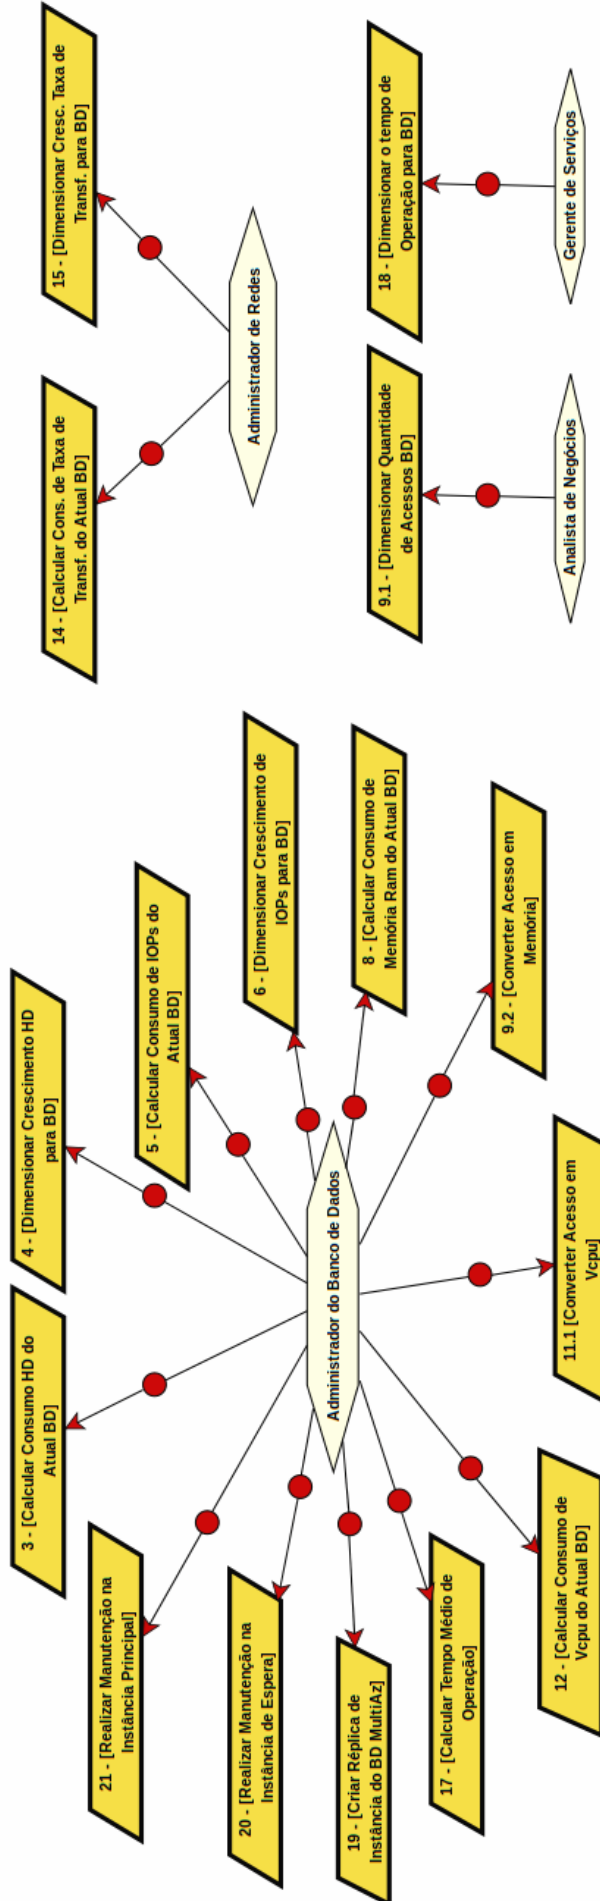 3 - [Calcular Consumo HD do
Atual BD]
4 - [Dimensionar Crescimento HD
para BD]
14 - [Calcular Cons. de Taxa de
Transf. do Atual BD]
15 - [Dimensionar Cresc. Taxa de
Transf. para BD]
21 - [Realizar Manutenção na
Instância Principal]
5 - [Calcular Consumo de IOPs do
Atual BD]
20 - [Realizar Manutenção na
Instância de Espera]
6 - [Dimensionar Crescimento de
IOPs para BD]
Administrador de Redes
Administrador do Banco de Dados
19 - [Criar Réplica de
Instância do BD MultiAz]
8 - [Calcular Consumo de
Memória Ram do Atual BD]
9.1 - [Dimensionar Quantidade
de Acessos BD]
18 - [Dimensionar o tempo de
Operação para BD]
17 - [Calcular Tempo Médio de
Operação]
9.2 - [Converter Acesso em
Memória]
12 - [Calcular Consumo de
Vcpu do Atual BD]
11.1 [Converter Acesso em
Vcpu]
Analista de Negócios
Gerente de Serviços